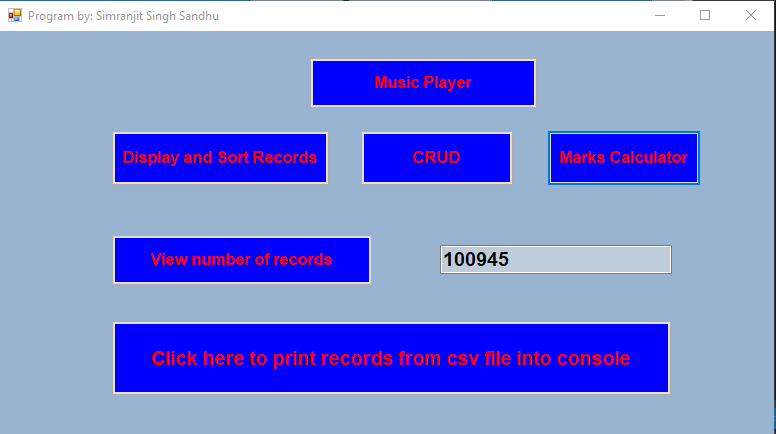 Program by: Simranjit Singh Sandhu
Music Player
Display and Sort Records
CRUD
Marks Calculator
View number of records
100945
Click here to print records from csv file into console